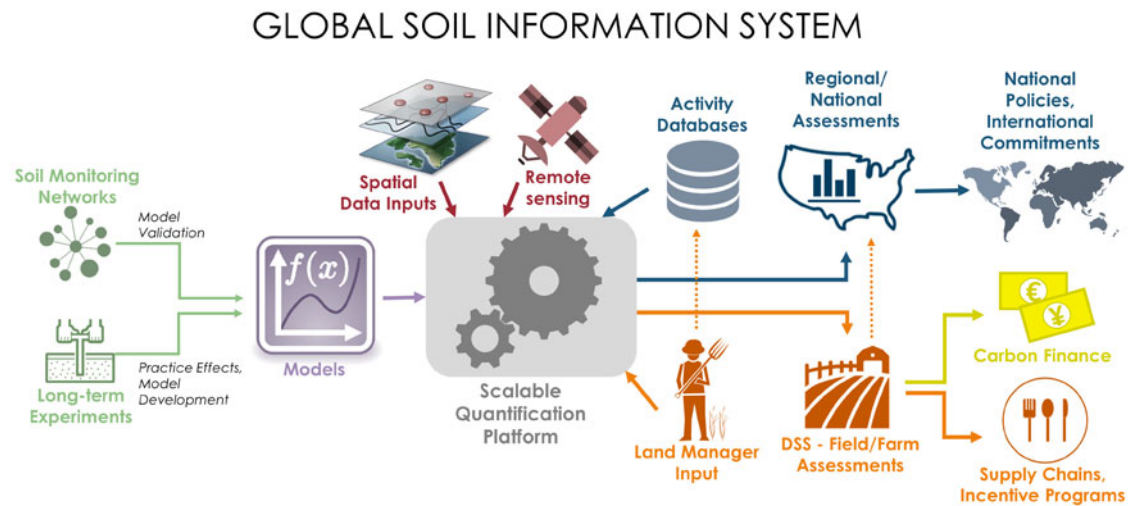 GLOBAL SOIL INFORMATION SYSTEM
Soil Monitoring
Networks
Model
Validation
Long-term
Experiments
Practice Effects,
Model
Development
f(x)
Models
Spatial
Data Inputs
Remote
sensing
Scalable
Quantification
Platform
Activity
Databases
Land Manager
Input
Regional/
National
Assessments
DSS - Field/Farm
Assessments
National
Policies,
International
Commitments
€
¥
Carbon Finance
Supply Chains,
Incentive Programs